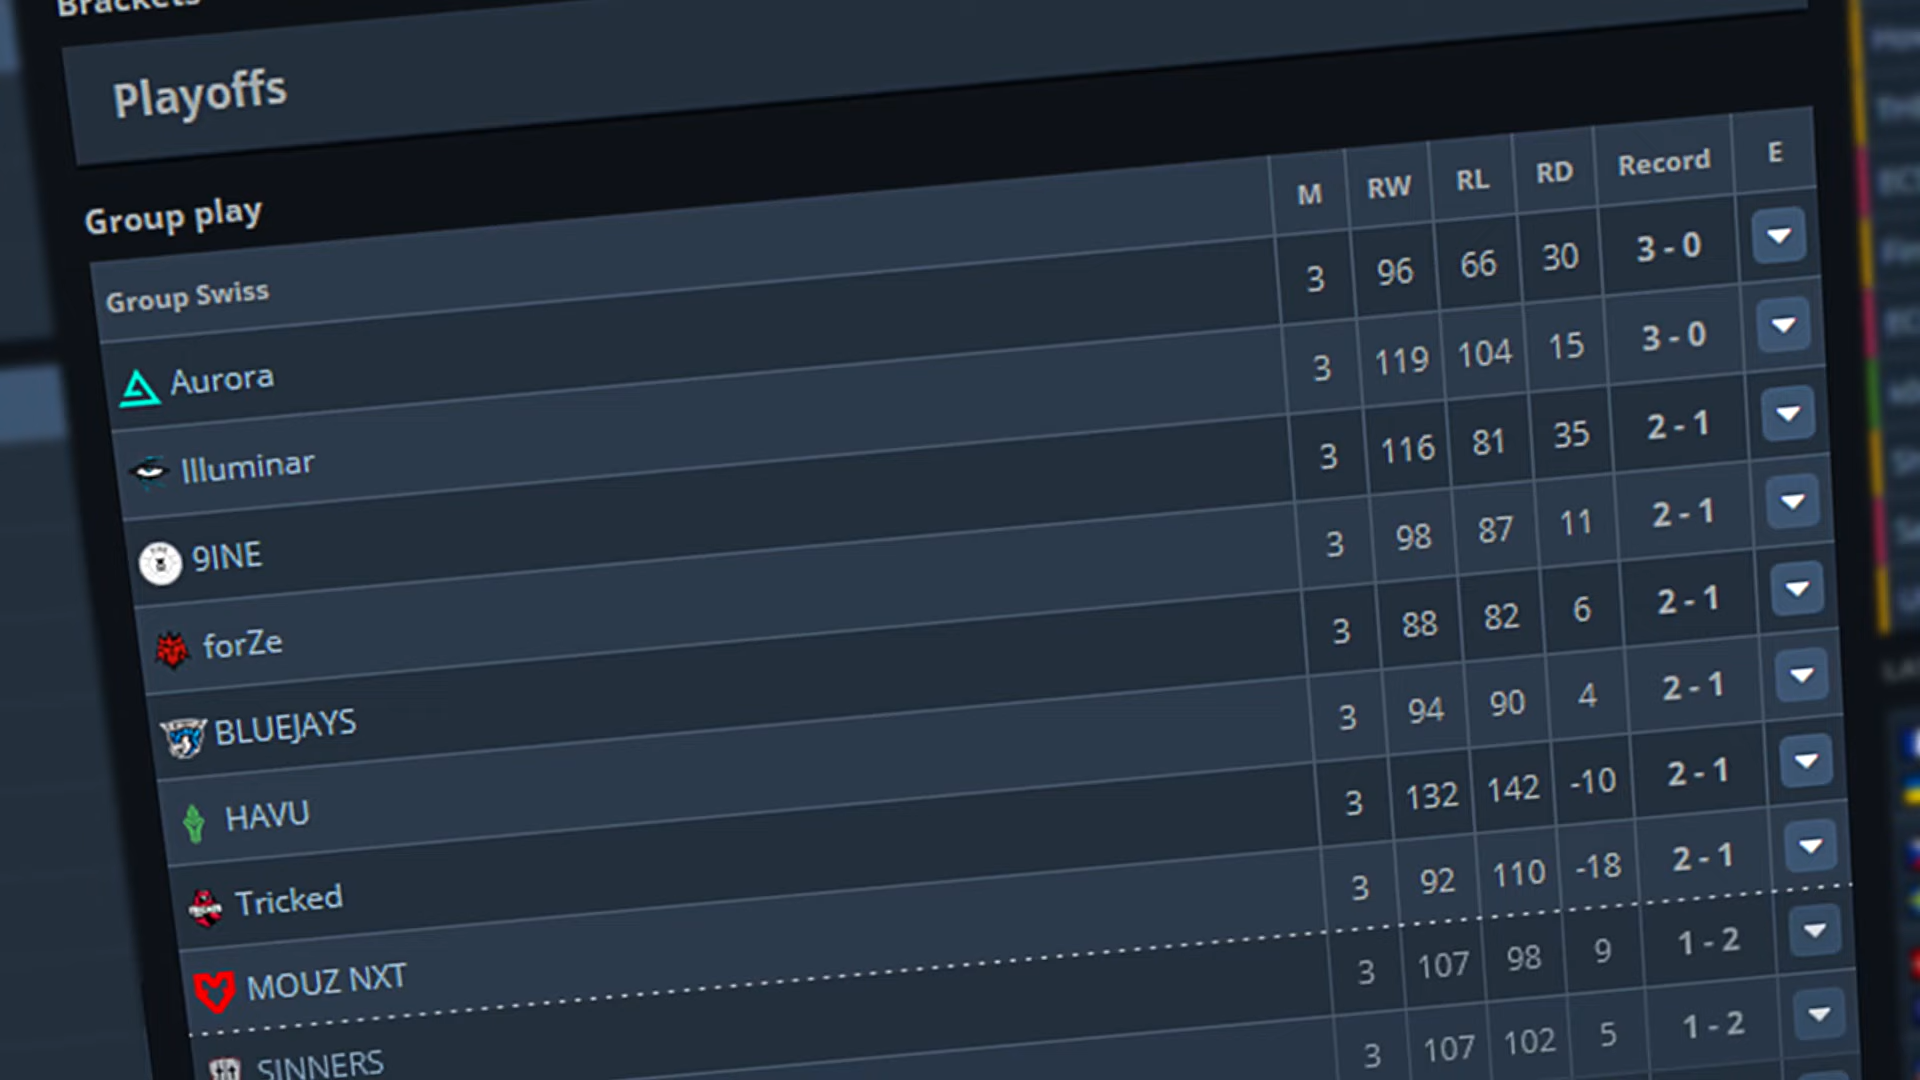 Brackets
Playoffs
Group play
Group Swiss M RW RL RD Record E
Aurora 3 96 66 30 3 - 0
Illuminar 3 119 104 15 3 - 0
9INE 3 116 81 35 2 - 1
forZe 3 98 87 11 2 - 1
BLUEJAYS 3 88 82 6 2 - 1
HAVU 3 94 90 4 2 - 1
Tricked 3 132 142 -10 2 - 1
MOUZ NXT 3 92 110 -18 2 - 1
SINNERS 3 107 98 9 1 - 2
3 107 102 5 1 - 2